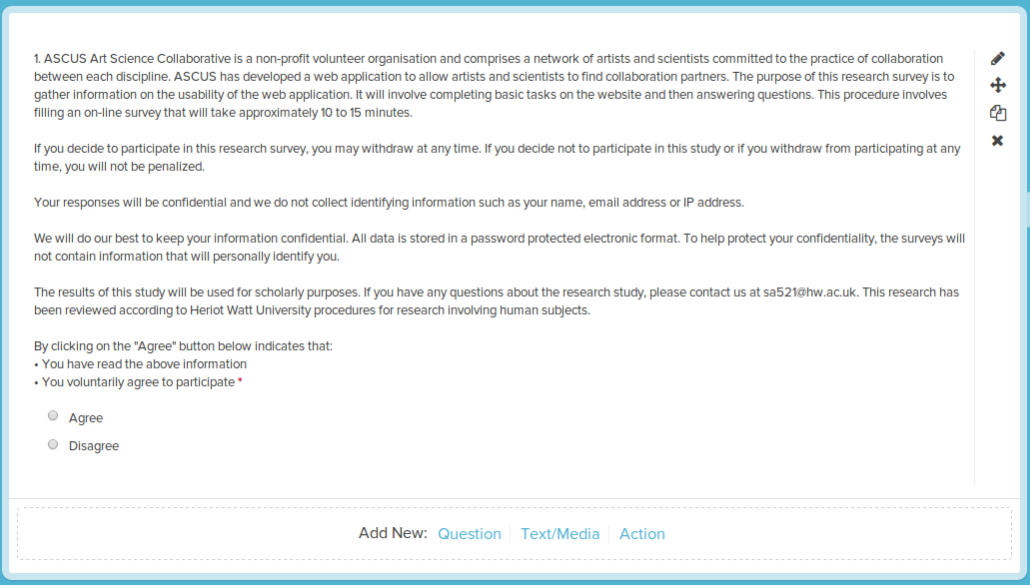 1. ASCUS Art Science Collaborative is a non-profit volunteer organisation and comprises a network of artists and scientists committed to the practice of collaboration
between each discipline. ASCUS has developed a web application to allow artists and scientists to find collaboration partners. The purpose of this research survey is to
gather information on the usability of the web application. It will involve completing basic tasks on the website and then answering questions. This procedure involves
filling an on-line survey that will take approximately 10 to 15 minutes.
If you decide to participate in this research survey, you may withdraw at any time. If you decide not to participate in this study or if you withdraw from participating at any
time, you will not be penalized.
Your responses will be confidential and we do not collect identifying information such as your name, email address or IP address.
We will do our best to keep your information confidential. All data is stored in a password protected electronic format. To help protect your confidentiality, the surveys will
not contain information that will personally identify you.
The results of this study will be used for scholarly purposes. If you have any questions about the research study, please contact us at sa521@hw.ac.uk. This research has
been reviewed according to Heriot Watt University procedures for research involving human subjects.
By clicking on the "Agree" button below indicates that:
• You have read the above information
• You voluntarily agree to participate *
Agree
Disagree
Add New: Question Text/Media Action